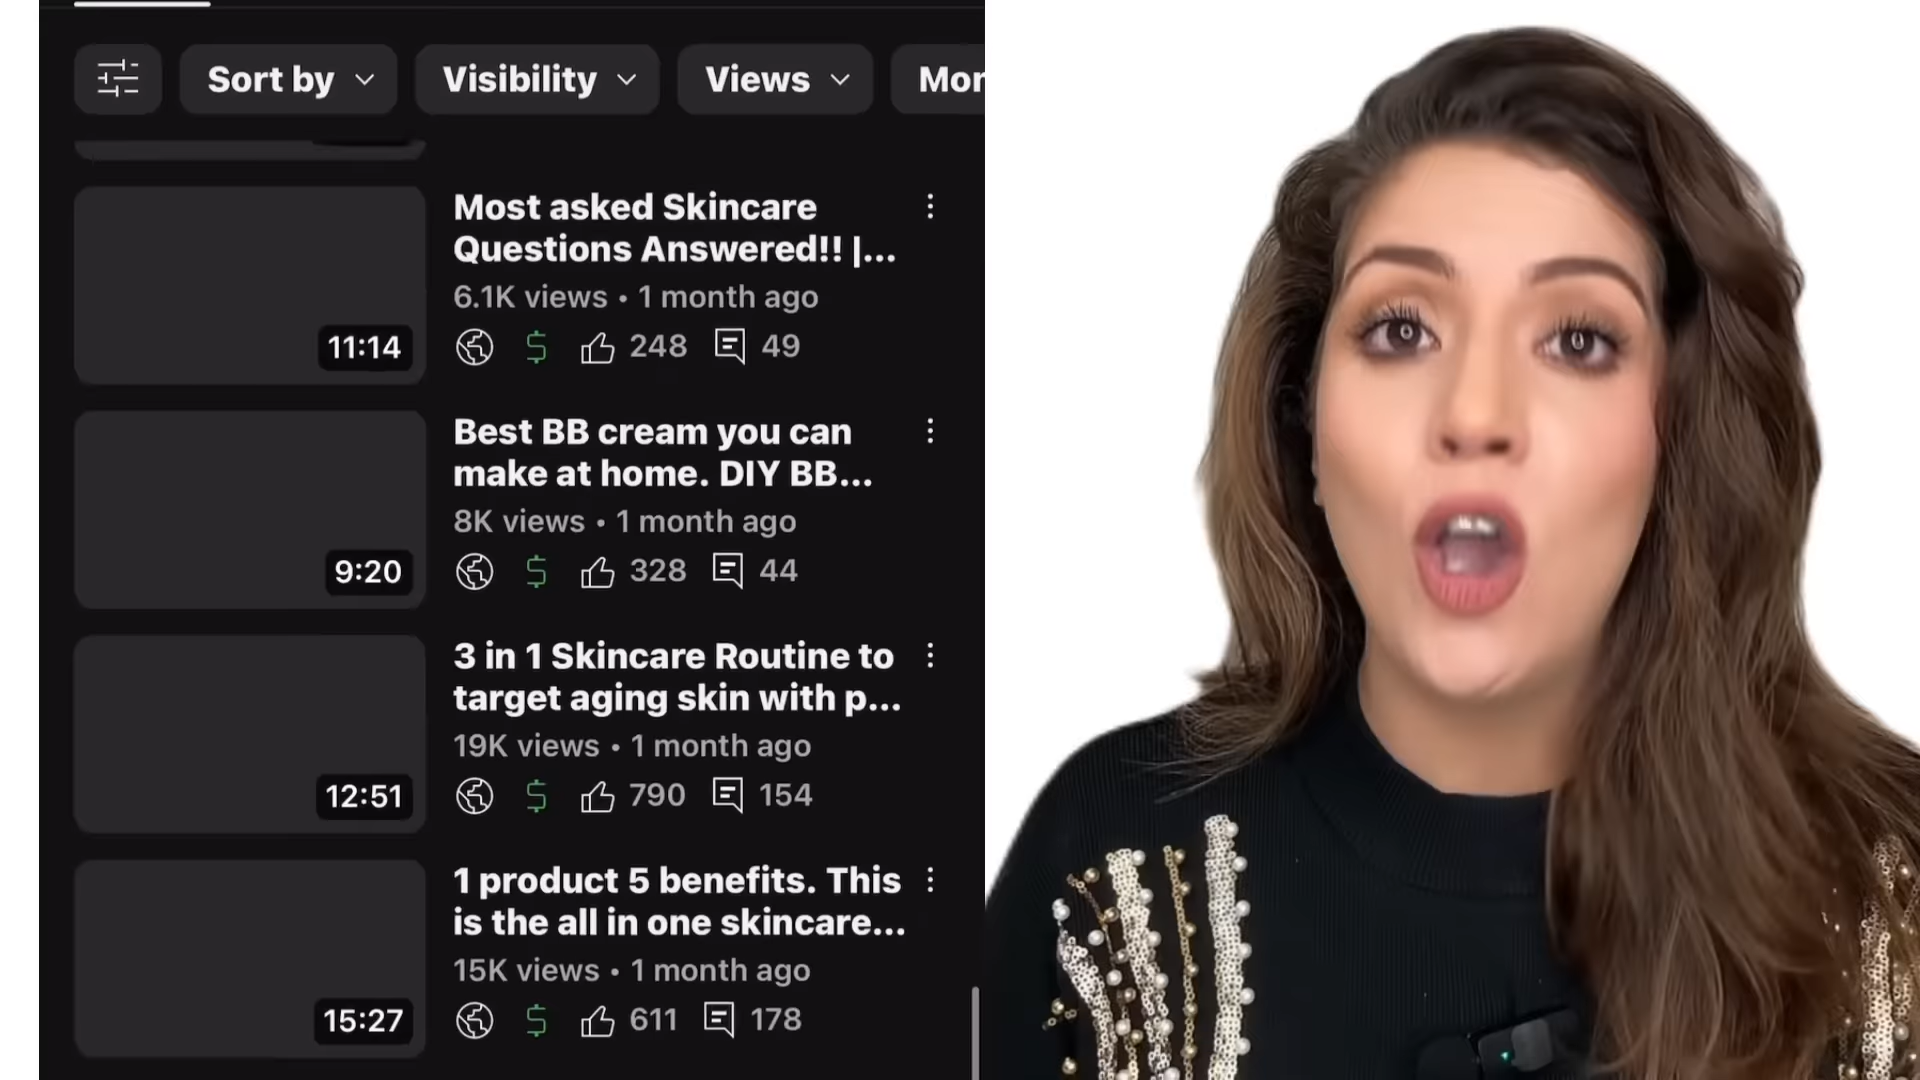 Sort by
Visibility
Views
Mor
Most asked Skincare
Questions Answered!! |...
6.1K views • 1 month ago
248
49
11:14
Best BB cream you can
make at home. DIY BB...
8K views • 1 month ago
328
44
9:20
3 in 1 Skincare Routine to
target aging skin with p...
19K views • 1 month ago
790
154
12:51
1 product 5 benefits. This
is the all in one skincare...
15K views • 1 month ago
611
178
15:27